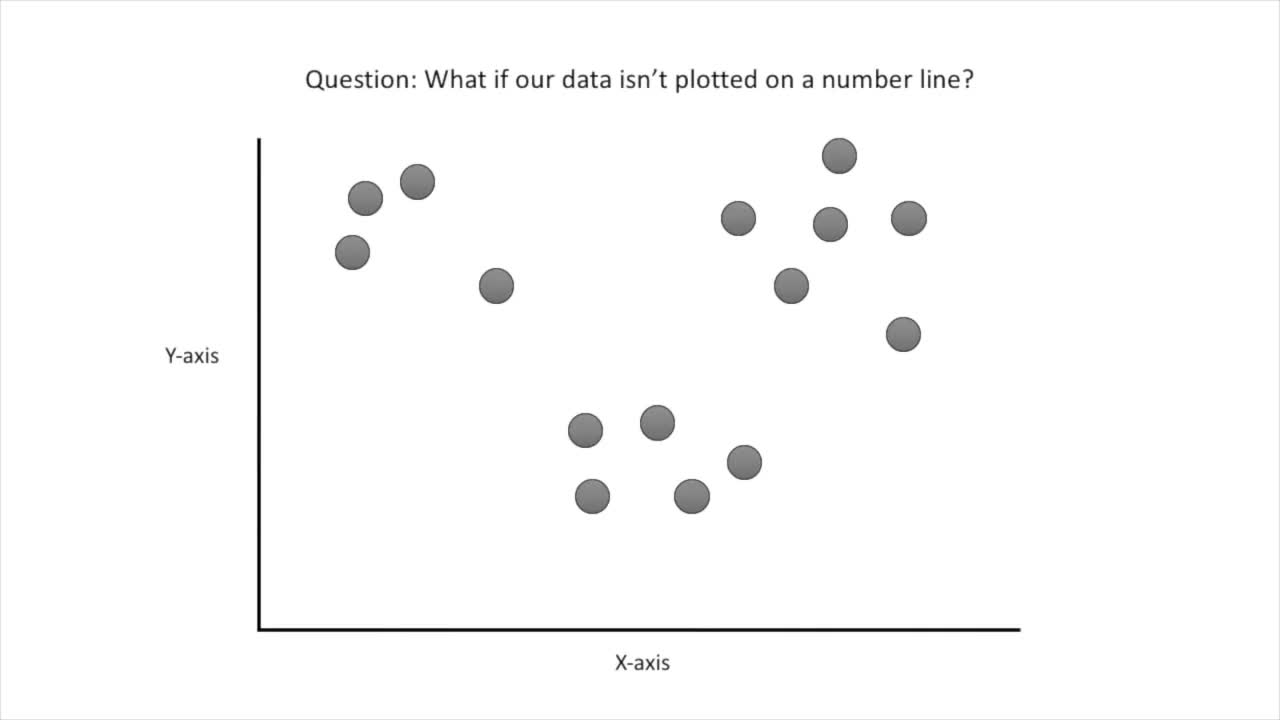 Question: What if our data isn’t plotted on a number line?
Y-axis
X-axis